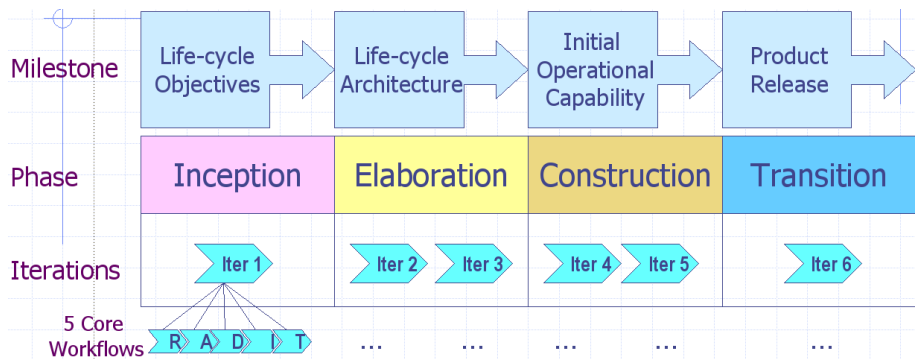 Milestone
Life-cycle
Objectives
Life-cycle
Architecture
Initial
Operational
Capability
Product
Release
Phase
Inception
Elaboration
Construction
Transition
Iterations
Iter 1
Iter 2
Iter 3
Iter 4
Iter 5
Iter 6
5 Core
Workflows
R A D I T
... ... ... ... ...